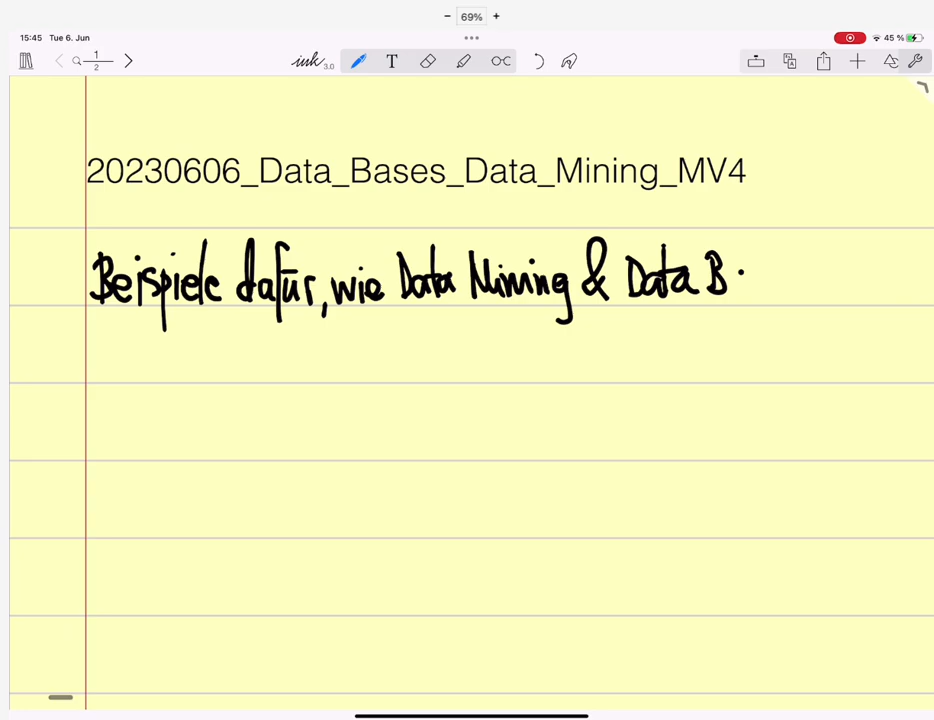 69%
15:45 Tue 6. Jun
45 %
1
2
ink 3.0
T
20230606_Data_Bases_Data_Mining_MV4
Beispiele dafür, wie Data Mining & Data B